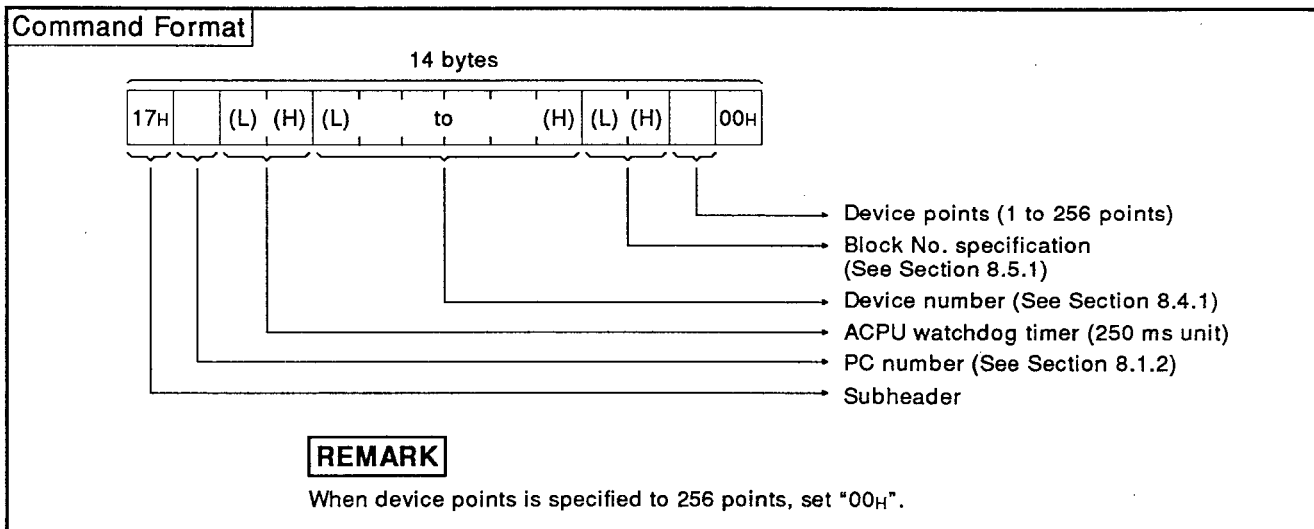 Command Format
14 bytes
17H (L) (H) (L) to (H) (L) (H) 00H
Device points (1 to 256 points)
Block No. specification
(See Section 8.5.1)
Device number (See Section 8.4.1)
ACPU watchdog timer (250 ms unit)
PC number (See Section 8.1.2)
Subheader
REMARK
When device points is specified to 256 points, set "00H".